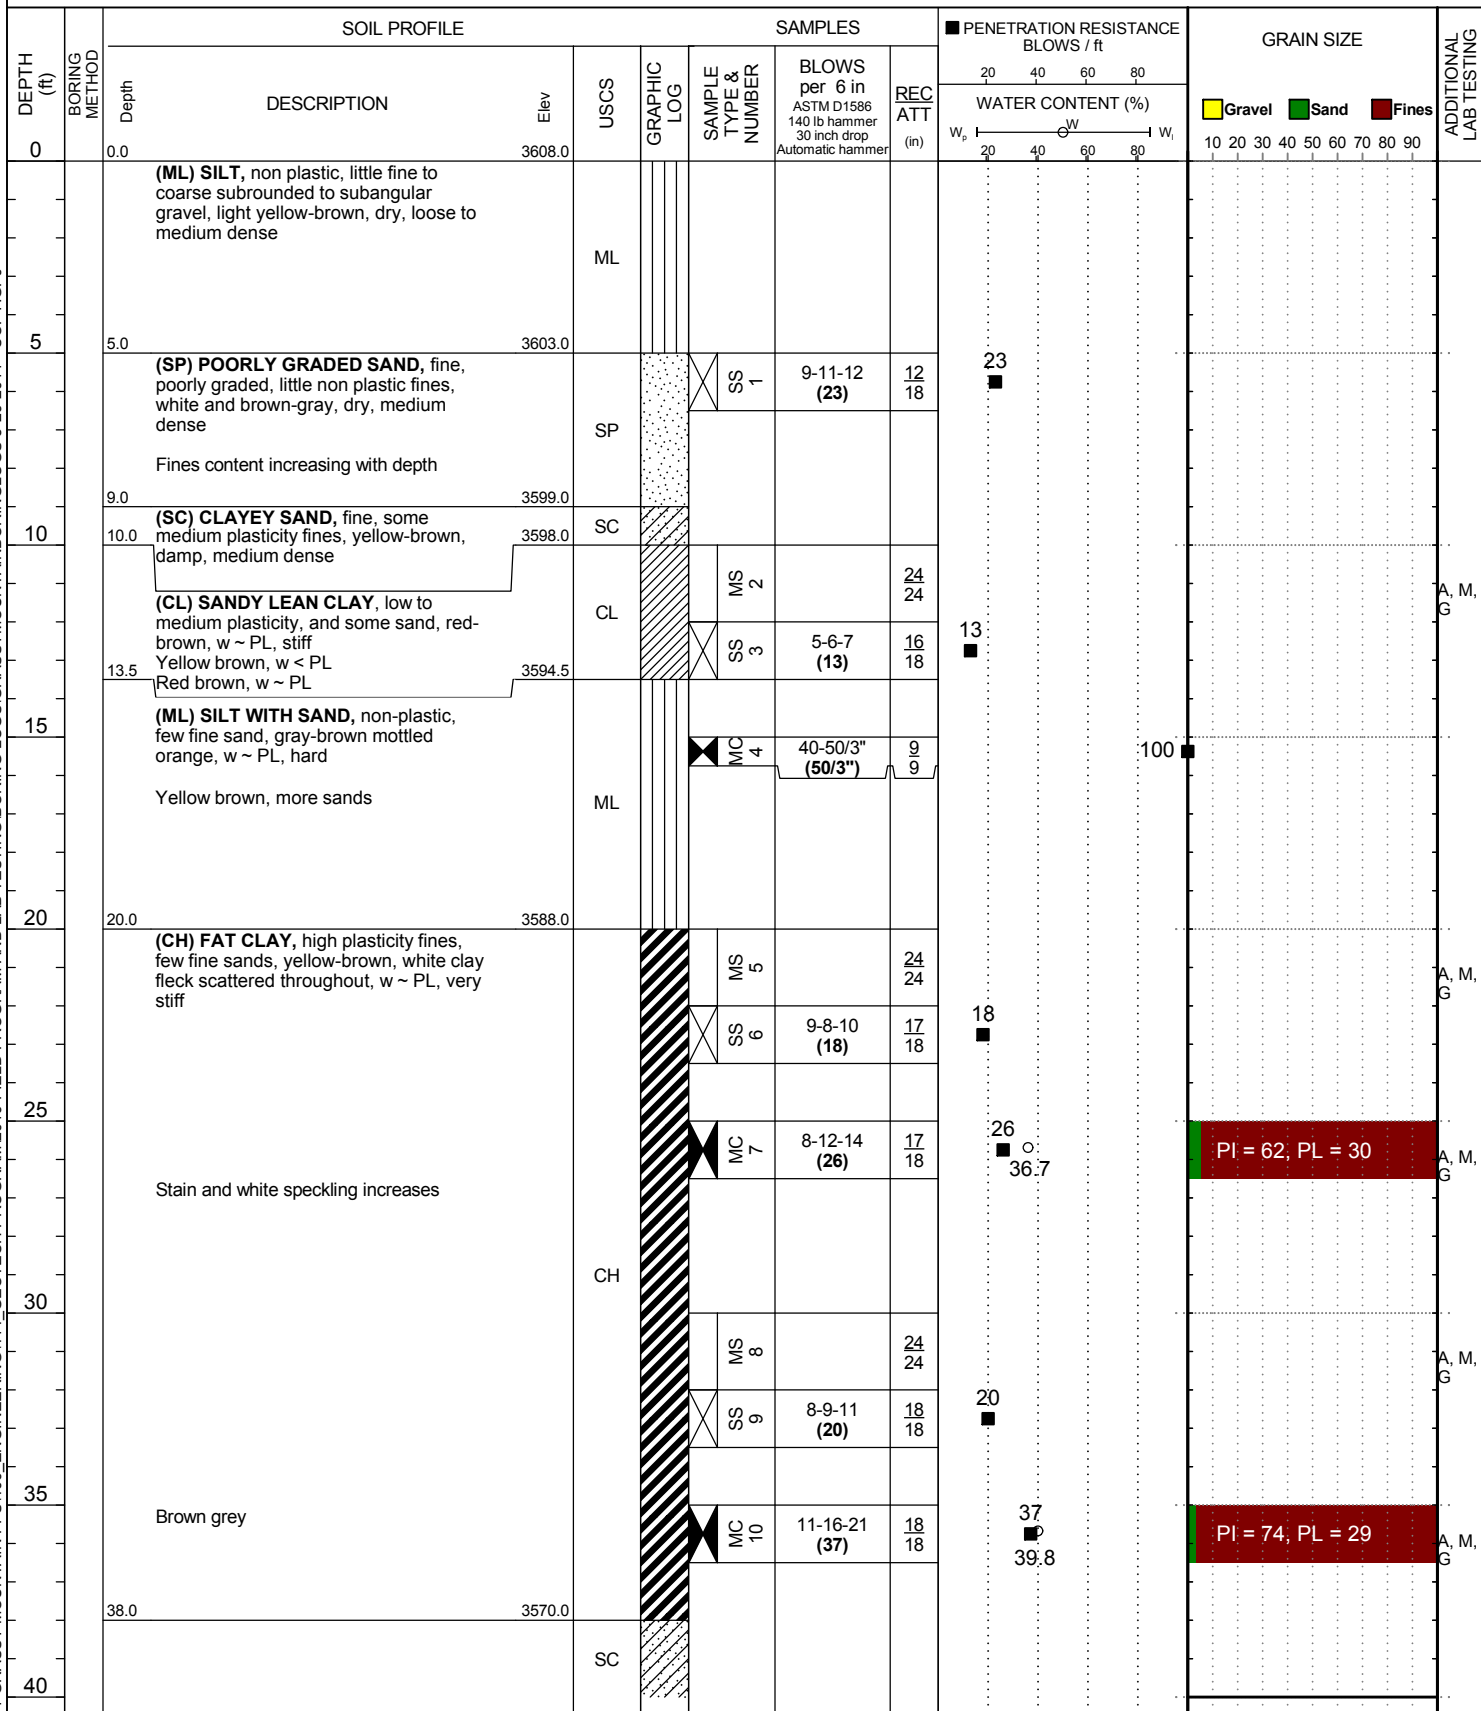 SOIL PROFILE
SAMPLES
■ PENETRATION RESISTANCE
BLOWS / ft
20 40 60 80
WATER CONTENT (%)
Wp W Wl
20 40 60 80
GRAIN SIZE
Gravel Sand Fines
10 20 30 40 50 60 70 80 90
ADDITIONAL
LAB TESTING
DEPTH
(ft)
BORING
METHOD
Depth
DESCRIPTION
Elev
USCS
GRAPHIC
LOG
SAMPLE
TYPE &
NUMBER
BLOWS
per 6 in
ASTM D1586
140 lb hammer
30 inch drop
Automatic hammer
REC
ATT
(in)
0
0.0
3608.0
(ML) SILT, non plastic, little fine to
coarse subrounded to subangular
gravel, light yellow-brown, dry, loose to
medium dense
ML
5
5.0
3603.0
(SP) POORLY GRADED SAND, fine,
poorly graded, little non plastic fines,
white and brown-gray, dry, medium
dense
Fines content increasing with depth
SP
SS
1
9-11-12
(23)
12
18
23
9.0
3599.0
(SC) CLAYEY SAND, fine, some
medium plasticity fines, yellow-brown,
damp, medium dense
SC
10
10.0
3598.0
(CL) SANDY LEAN CLAY, low to
medium plasticity, and some sand, red-
brown, w ~ PL, stiff
Yellow brown, w < PL
Red brown, w ~ PL
CL
MS
2
24
24
A, M,
G
SS
3
5-6-7
(13)
16
18
13
13.5
3594.5
(ML) SILT WITH SAND, non-plastic,
few fine sand, gray-brown mottled
orange, w ~ PL, hard
Yellow brown, more sands
ML
15
MC
4
40-50/3"
(50/3")
9
9
100
20
20.0
3588.0
(CH) FAT CLAY, high plasticity fines,
few fine sands, yellow-brown, white clay
fleck scattered throughout, w ~ PL, very
stiff
MS
5
24
24
A, M,
G
SS
6
9-8-10
(18)
17
18
18
25
MC
7
8-12-14
(26)
17
18
26
36.7
PI = 62, PL = 30
A, M,
G
Stain and white speckling increases
CH
30
MS
8
24
24
A, M,
G
SS
9
8-9-11
(20)
18
18
20
35
Brown grey
MC
10
11-16-21
(37)
18
18
37
39.8
PI = 74, PL = 29
A, M,
G
38.0
3570.0
SC
40